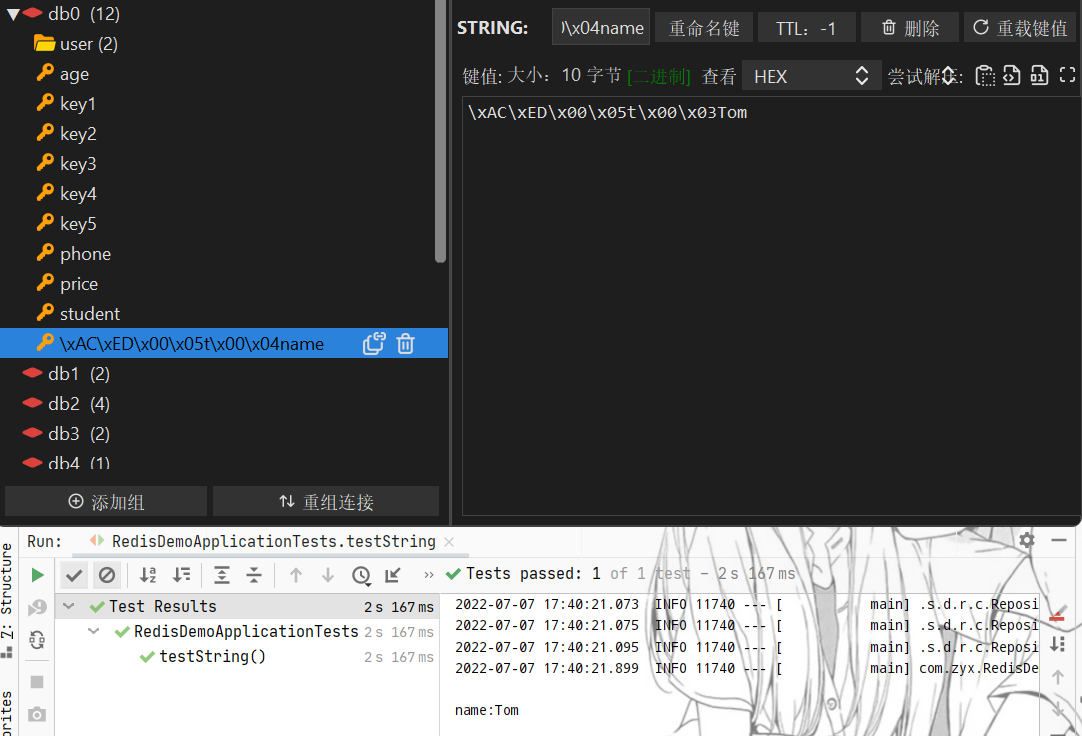 db0 (12)
user (2)
age
key1
key2
key3
key4
key5
phone
price
student
\xAC\xED\x00\x05t\x00\x04name
db1 (2)
db2 (4)
db3 (2)
db4 (1)
添加组
重组连接
STRING:
)\x04name
重命名键
TTL: -1
删除
重载键值
键值: 大小: 10 字节 [二进制] 查看 HEX 尝试解压:
\xAC\xED\x00\x05t\x00\x03Tom
Run: RedisDemoApplicationTests.testString
Tests passed: 1 of 1 test – 2 s 167 ms
Test Results 2 s 167 ms
RedisDemoApplicationTests 2 s 167 ms
testString() 2 s 167 ms
2022-07-07 17:40:21.073 INFO 11740 --- [ main] .s.d.r.c.Reposi
2022-07-07 17:40:21.075 INFO 11740 --- [ main] .s.d.r.c.Reposi
2022-07-07 17:40:21.095 INFO 11740 --- [ main] .s.d.r.c.Reposi
2022-07-07 17:40:21.899 INFO 11740 --- [ main] com.zyx.RedisDe
name:Tom
Z: Structure
orites